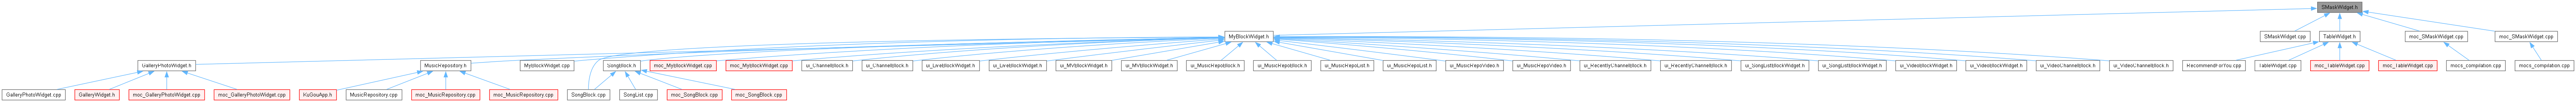 SMaskWidget.h
MyBlockWidget.h
SMaskWidget.cpp
TableWidget.h
moc_SMaskWidget.cpp
moc_SMaskWidget.cpp
GalleryPhotoWidget.h
MusicRepository.h
MyBlockWidget.cpp
SongBlock.h
moc_MyBlockWidget.cpp
moc_MyBlockWidget.cpp
ui_ChannelBlock.h
ui_ChannelBlock.h
ui_LiveBlockWidget.h
ui_LiveBlockWidget.h
ui_MVBlockWidget.h
ui_MVBlockWidget.h
ui_MusicRepoBlock.h
ui_MusicRepoBlock.h
ui_MusicRepoList.h
ui_MusicRepoList.h
ui_MusicRepoVideo.h
ui_MusicRepoVideo.h
ui_RecentlyChannelBlock.h
ui_RecentlyChannelBlock.h
ui_SongListBlockWidget.h
ui_SongListBlockWidget.h
ui_VideoBlockWidget.h
ui_VideoBlockWidget.h
ui_VideoChannelBlock.h
ui_VideoChannelBlock.h
RecommendForYou.cpp
TableWidget.cpp
moc_TableWidget.cpp
moc_TableWidget.cpp
mocs_compilation.cpp
mocs_compilation.cpp
GalleryPhotoWidget.cpp
GalleryWidget.h
moc_GalleryPhotoWidget.cpp
moc_GalleryPhotoWidget.cpp
KuGouApp.h
MusicRepository.cpp
moc_MusicRepository.cpp
moc_MusicRepository.cpp
SongBlock.cpp
SongList.cpp
moc_SongBlock.cpp
moc_SongBlock.cpp